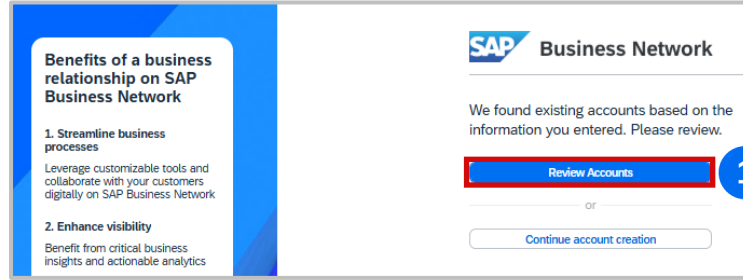 Benefits of a business
relationship on SAP
Business Network
1. Streamline business
processes
Leverage customizable tools and
collaborate with your customers
digitally on SAP Business Network
2. Enhance visibility
Benefit from critical business
insights and actionable analytics
SAP Business Network
We found existing accounts based on the
information you entered. Please review.
Review Accounts
1
or
Continue account creation